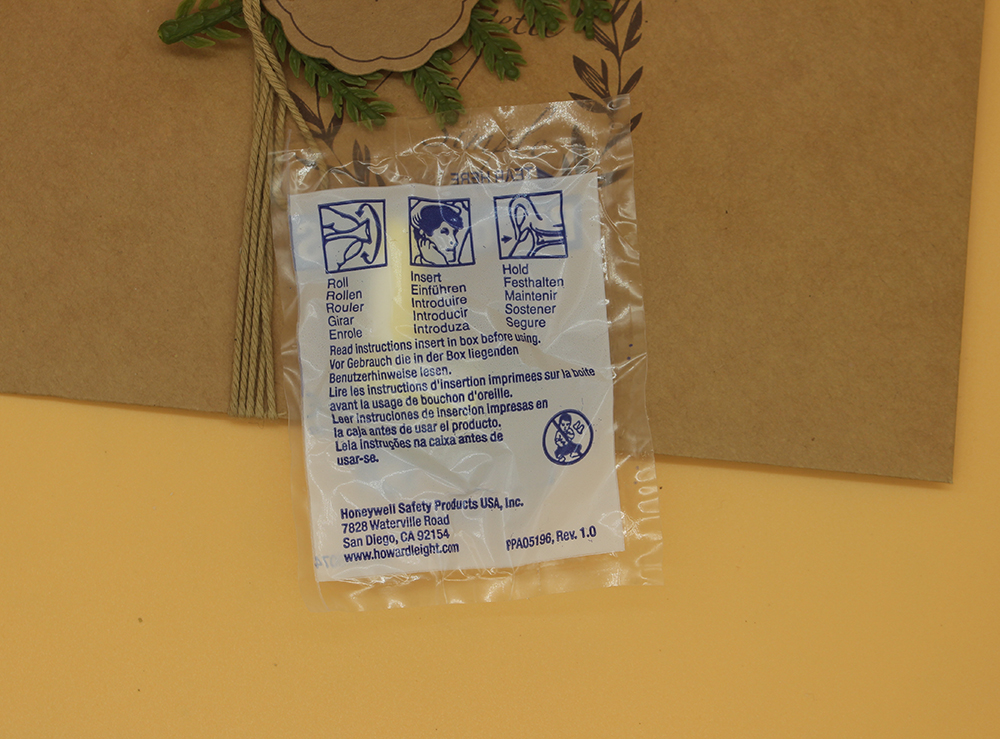 ette
Roll
Rollen
Rouler
Girar
Enrole
Insert
Einführen
Introduire
Introducir
Introduza
Hold
Festhalten
Maintenir
Sostener
Segure
Read instructions insert in box before using.
Vor Gebrauch die in der Box liegenden
Benutzerhinweise lesen.
Lire les instructions d'insertion imprimees sur la boite
avant la usage de bouchon d'oreille.
Leer instruciones de insercion impresas en
la caja antes de usar el producto.
Leia instruções na caixa antes de
usar-se.
Honeywell Safety Products USA, Inc.
7828 Waterville Road
San Diego, CA 92154
www.howardleight.com
PPA05196, Rev. 1.0